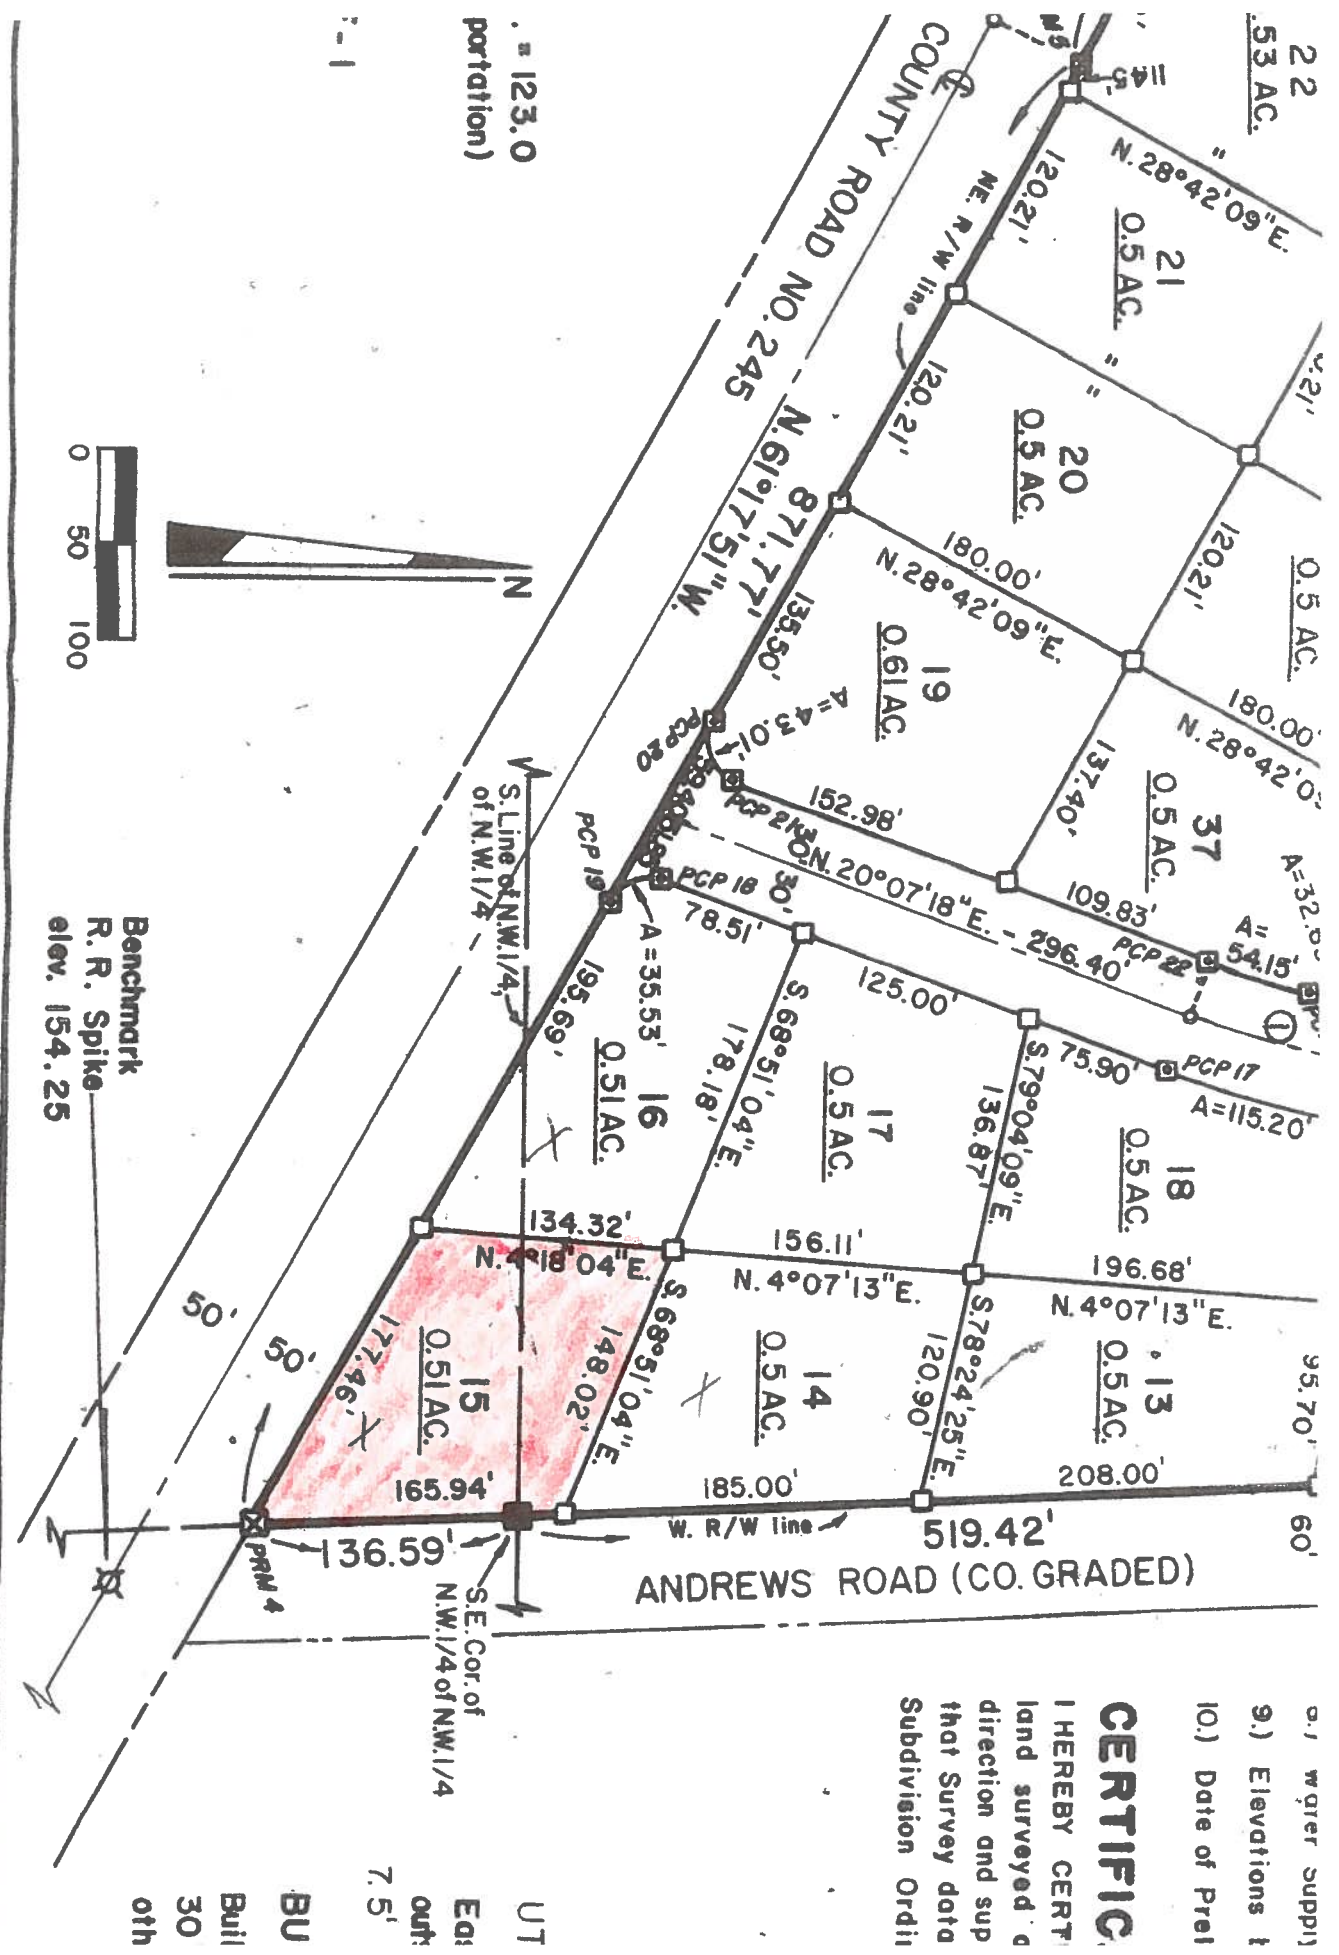 22
.53 AC.
1145'
N. 28°42'09"E.
"
120.21'
NE. R/W line
COUNTY ROAD NO. 245
. = 123.0
portation)
21
0.5 AC.
"
"
120.21'
20
0.5 AC.
120.21'
0.5 AC.
180.00'
N. 28°42'09"E.
N. 61°17'51"W.
871.77'
135.50'
19
0.61 AC.
A=43.01'
PCP 20
137.40'
180.00'
N. 28°42'0
37
0.5 AC.
152.98'
PCP 21
30'
N. 20°07'18"E. - 296.40'
109.83'
PCP 22
A=
54.15'
A=32.
1
0 50 100
N
S. Line of N.W.1/4,
of N.W.1/4
PCP 19
PCP 18
78.51'
A=35.53'
195.69'
16
0.51 AC.
125.00'
S. 68°51'04"E.
178.18'
17
0.5 AC.
75.90'
PCP 17
A=115.20'
S. 79°04'09"E.
136.87'
18
0.5 AC.
134.32'
N. 4°18'04"E.
156.11'
N. 4°07'13"E.
196.68'
N. 4°07'13"E.
Benchmark
R. R. Spike
elev. 154.25
50'
50'
177.46'
15
0.51 AC.
S. 68°51'04"E.
148.02'
14
0.5 AC.
S. 78°24'25"E.
120.90'
13
0.5 AC.
95.70'
165.94'
136.59'
PRM 4
185.00'
W. R/W line
208.00'
519.42'
60'
ANDREWS ROAD (CO. GRADED)
S.E. Cor. of
N.W.1/4 of N.W.1/4
water supply
9.) Elevations
10.) Date of Prel
CERTIFIC
I HEREBY CERT
land surveyed
direction and sup
that Survey data
Subdivision Ordi
UT
Eas
out
7.5'
BU
Buil
30
oth